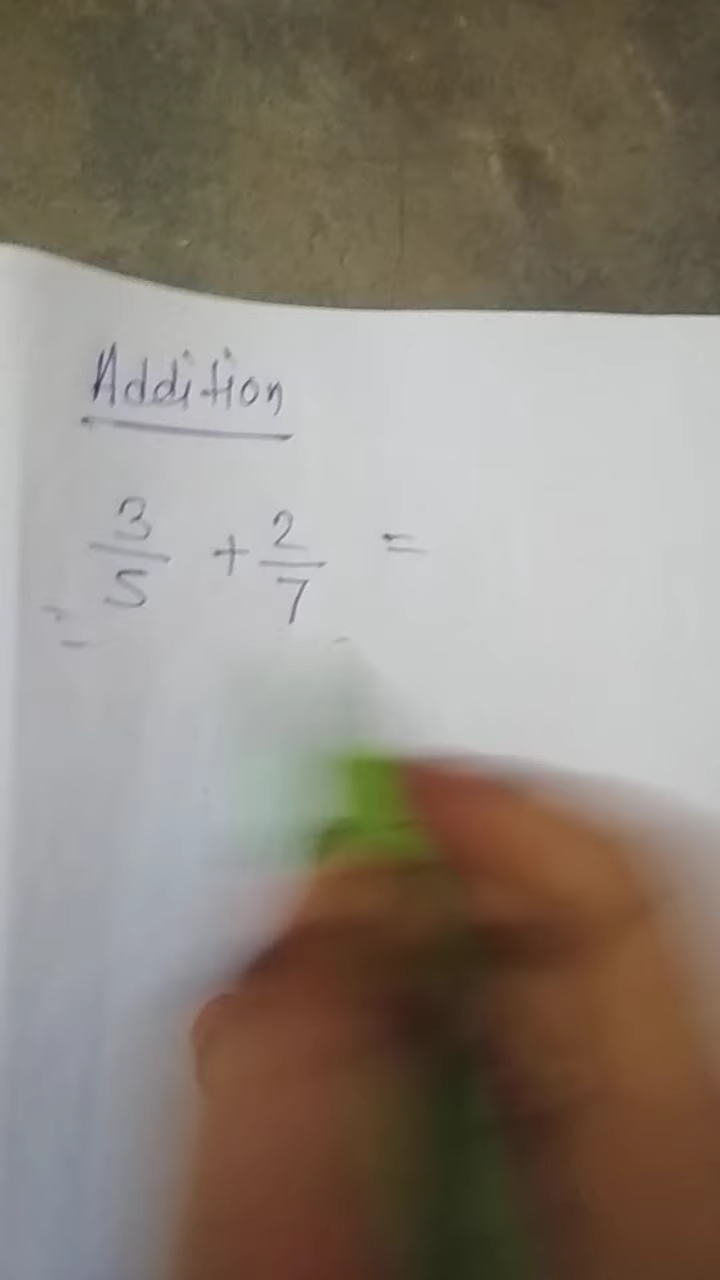 Addition
3/5 + 2/7 =
=